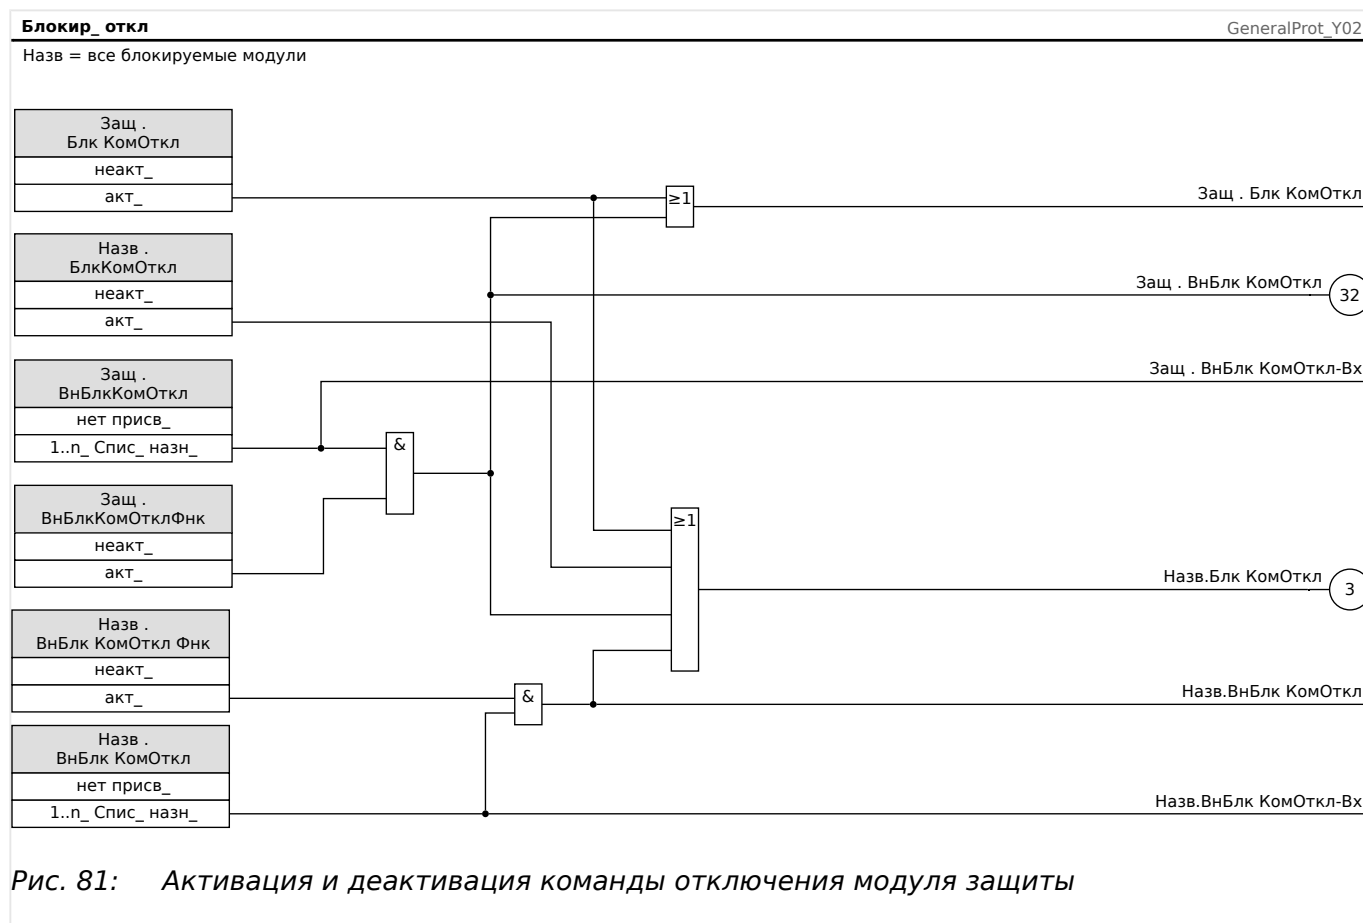 Блокир_ откл
GeneralProt_Y02
Назв = все блокируемые модули
Защ .
Блк КомОткл
неакт_
акт_
≥1
Защ . Блк КомОткл
Назв .
БлкКомОткл
неакт_
акт_
Защ . ВнБлк КомОткл
32
Защ .
ВнБлкКомОткл
нет присв_
1..n_ Спис_ назн_
Защ . ВнБлк КомОткл-Вх
&
Защ .
ВнБлкКомОтклФнк
неакт_
акт_
≥1
Назв.Блк КомОткл
3
Назв .
ВнБлк КомОткл Фнк
неакт_
акт_
&
Назв.ВнБлк КомОткл
Назв .
ВнБлк КомОткл
нет присв_
1..n_ Спис_ назн_
Назв.ВнБлк КомОткл-Вх
Рис. 81: Активация и деактивация команды отключения модуля защиты